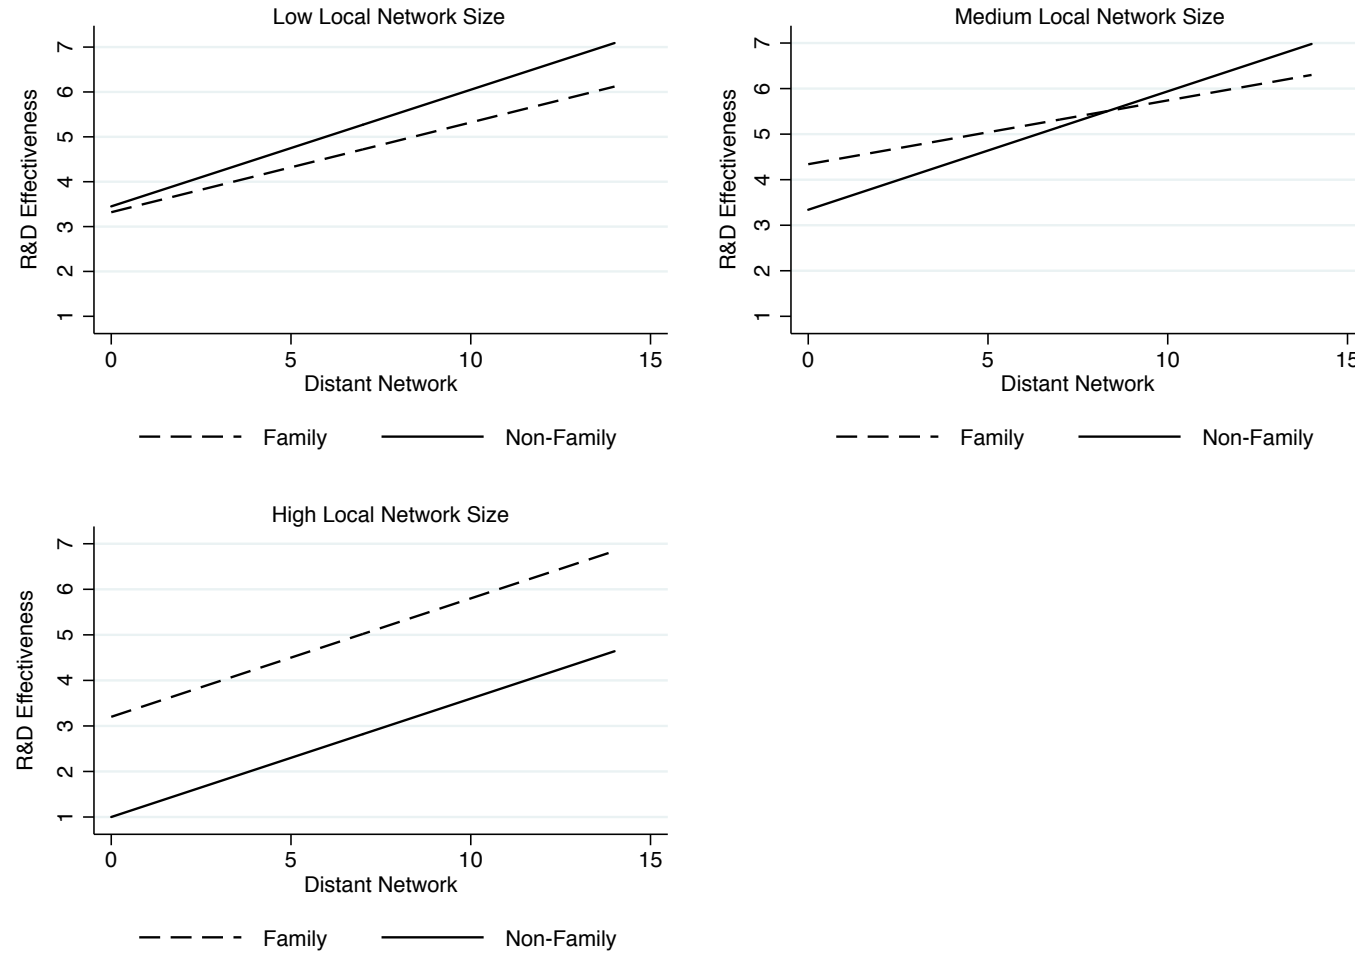 Low Local Network Size
R&D Effectiveness
7
6
5
4
3
2
1
0 5 10 15
Distant Network
Family Non-Family
Medium Local Network Size
R&D Effectiveness
7
6
5
4
3
2
1
0 5 10 15
Distant Network
Family Non-Family
High Local Network Size
R&D Effectiveness
7
6
5
4
3
2
1
0 5 10 15
Distant Network
Family Non-Family